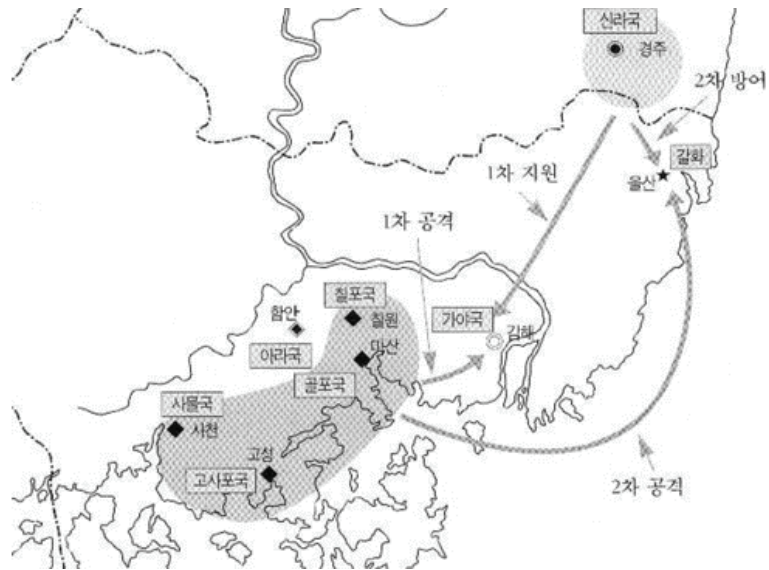 신라국
경주
2차 방어
갈화
울산
1차 지원
1차 공격
칠포국
칠원
함안
아라국
마산
가야국
김해
골포국
사물국
사천
고성
고사포국
2차 공격